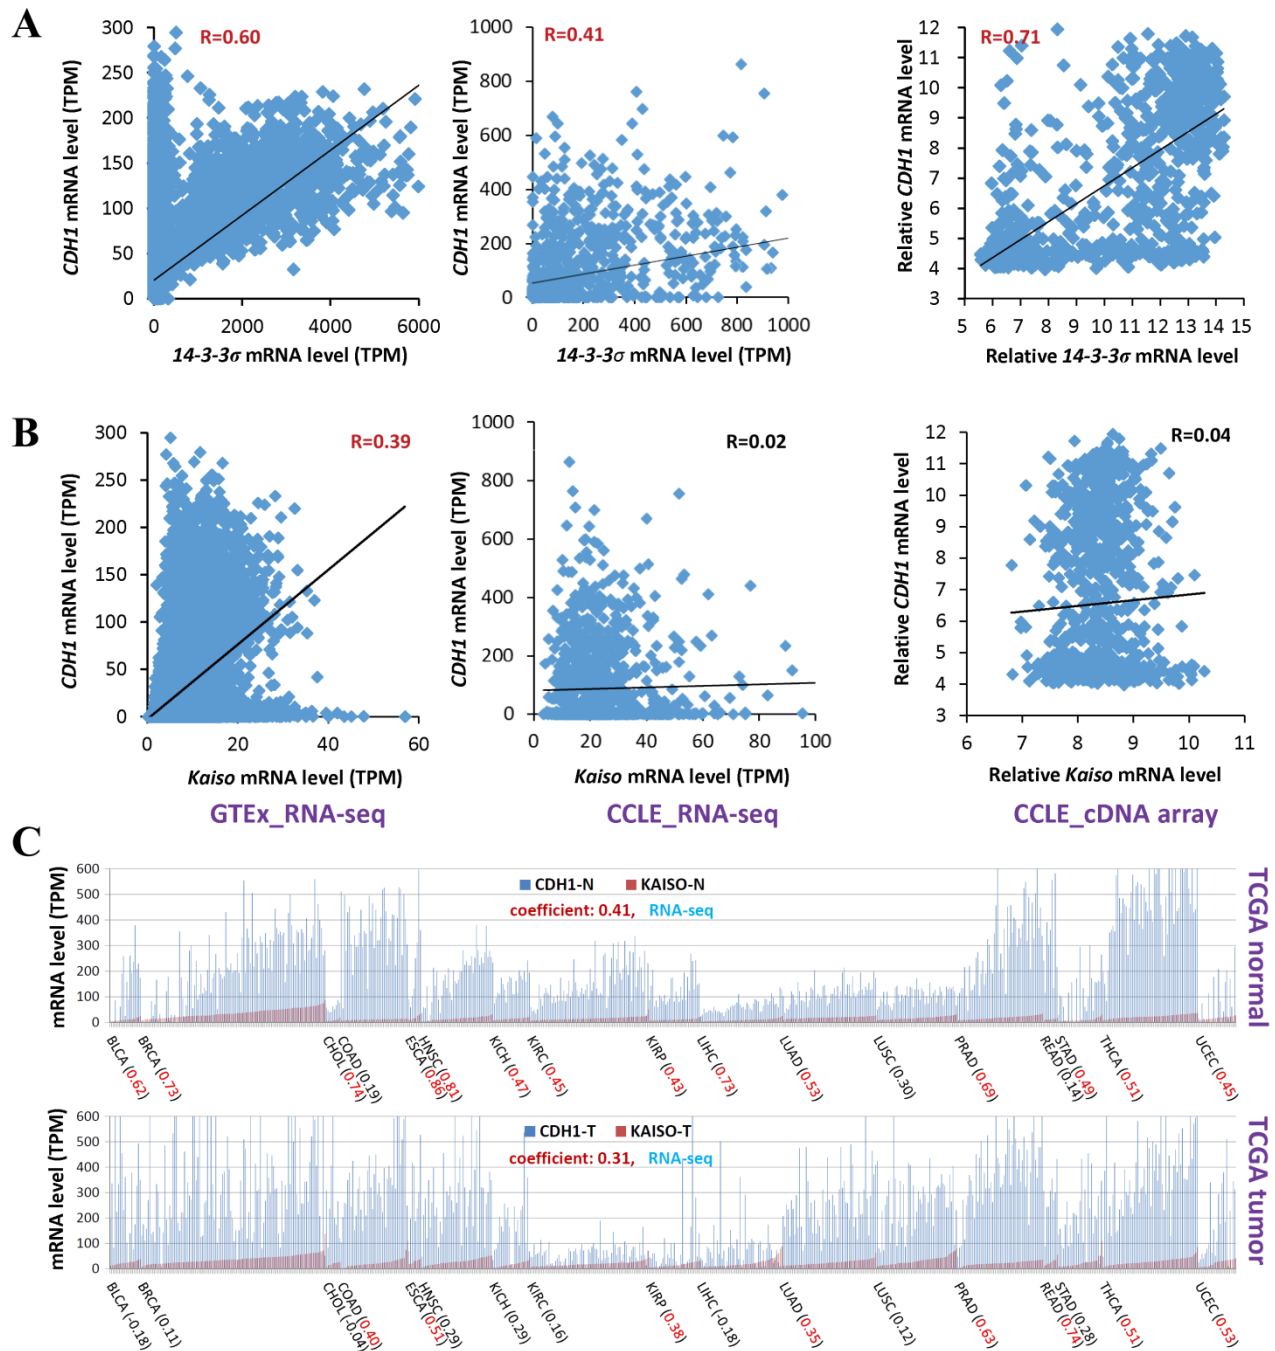 A
R=0.60
300
250
200
150
100
50
0
CDH1 mRNA level (TPM)
0 2000 4000 6000
14-3-3σ mRNA level (TPM)
R=0.41
1000
800
600
400
200
0
CDH1 mRNA level (TPM)
0 200 400 600 800 1000
14-3-3σ mRNA level (TPM)
R=0.71
12
11
10
9
8
7
6
5
4
3
Relative CDH1 mRNA level
5 6 7 8 9 10 11 12 13 14 15
Relative 14-3-3σ mRNA level
B
R=0.39
300
250
200
150
100
50
0
CDH1 mRNA level (TPM)
0 20 40 60
Kaiso mRNA level (TPM)
GTEx_RNA-seq
R=0.02
1000
800
600
400
200
0
CDH1 mRNA level (TPM)
0 20 40 60 80 100
Kaiso mRNA level (TPM)
CCLE_RNA-seq
R=0.04
12
11
10
9
8
7
6
5
4
3
Relative CDH1 mRNA level
6 7 8 9 10 11
Relative Kaiso mRNA level
CCLE_cDNA array
C
600
500
400
300
200
100
0
mRNA level (TPM)
CDH1-N KAISO-N
coefficient: 0.41, RNA-seq
TCGA normal
BLCA (0.62)
BRCA (0.73)
CHOL (0.74)
COAD (0.19)
ESCA (0.86)
HNSC (0.81)
KICH (0.47)
KIRC (0.45)
KIRP (0.43)
LIHC (0.73)
LUAD (0.53)
LUSC (0.30)
PRAD (0.69)
READ (0.14)
STAD (0.49)
THCA (0.51)
UCEC (0.45)
600
500
400
300
200
100
0
mRNA level (TPM)
CDH1-T KAISO-T
coefficient: 0.31, RNA-seq
TCGA tumor
BLCA (-0.18)
BRCA (0.11)
CHOL (-0.04)
COAD (0.40)
ESCA (0.51)
HNSC (0.29)
KICH (0.29)
KIRC (0.16)
KIRP (0.38)
LIHC (-0.18)
LUAD (0.35)
LUSC (0.12)
PRAD (0.63)
READ (0.74)
STAD (0.28)
THCA (0.51)
UCEC (0.53)